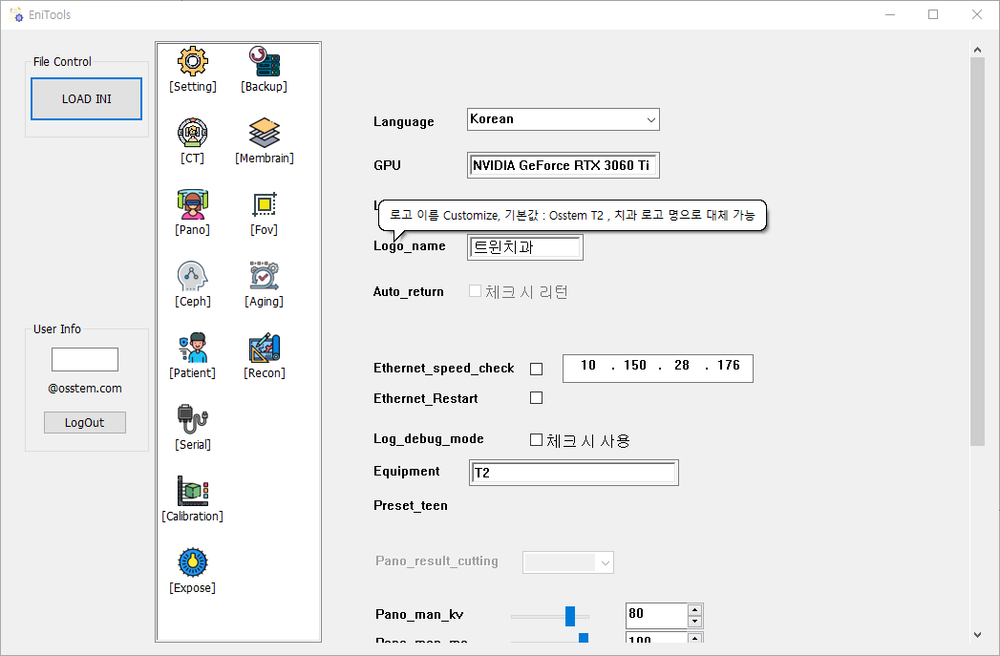 EniTools
File Control
LOAD INI
[Setting]
[Backup]
[CT]
[Membrain]
[Pano]
[Fov]
[Ceph]
[Aging]
[Patient]
[Recon]
[Serial]
[Calibration]
[Expose]
User Info
@osstem.com
LogOut
Language
Korean
GPU
NVIDIA GeForce RTX 3060 Ti
로고 이름 Customize, 기본값 : Osstem T2 , 치과 로고 명으로 대체 가능
Logo_name
트윈치과
Auto_return
체크 시 리턴
Ethernet_speed_check
10 . 150 . 28 . 176
Ethernet_Restart
Log_debug_mode
체크 시 사용
Equipment
T2
Preset_teen
Pano_result_cutting
Pano_man_kv
80